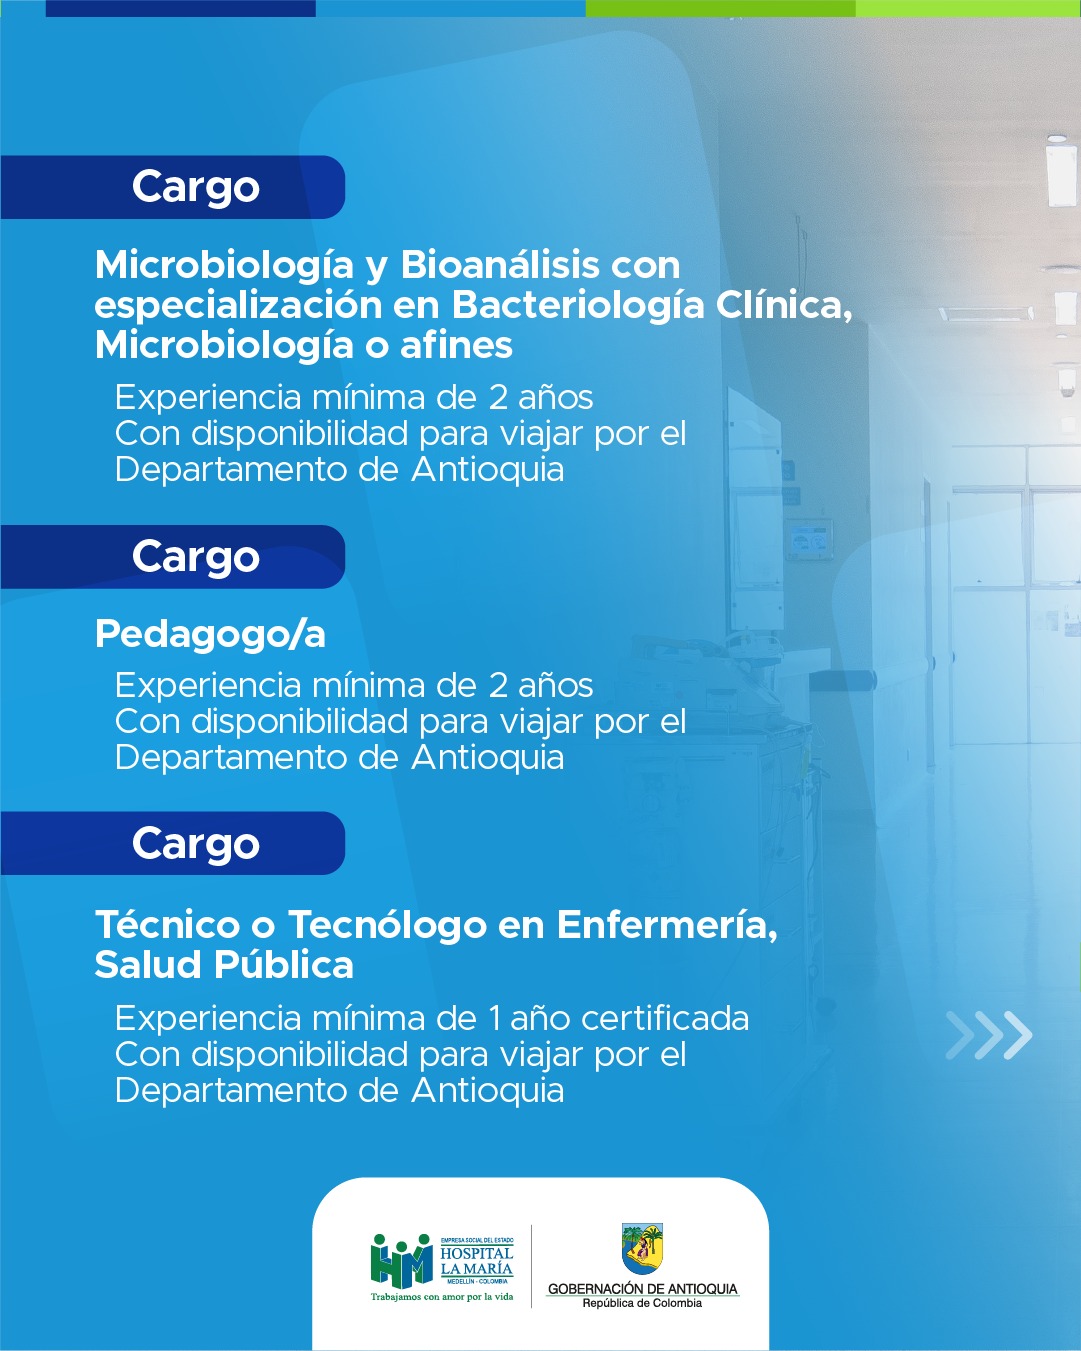 Cargo
Microbiología y Bioanálisis con
especialización en Bacteriología Clínica,
Microbiología o afines
Experiencia mínima de 2 años
Con disponibilidad para viajar por el
Departamento de Antioquia
Cargo
Pedagogo/a
Experiencia mínima de 2 años
Con disponibilidad para viajar por el
Departamento de Antioquia
Cargo
Técnico o Tecnólogo en Enfermería,
Salud Pública
Experiencia mínima de 1 año certificada
Con disponibilidad para viajar por el
Departamento de Antioquia
EMPRESA SOCIAL DEL ESTADO
HOSPITAL
LA MARÍA
MEDELLÍN - COLOMBIA
Trabajamos con amor por la vida
GOBERNACIÓN DE ANTIOQUIA
República de Colombia